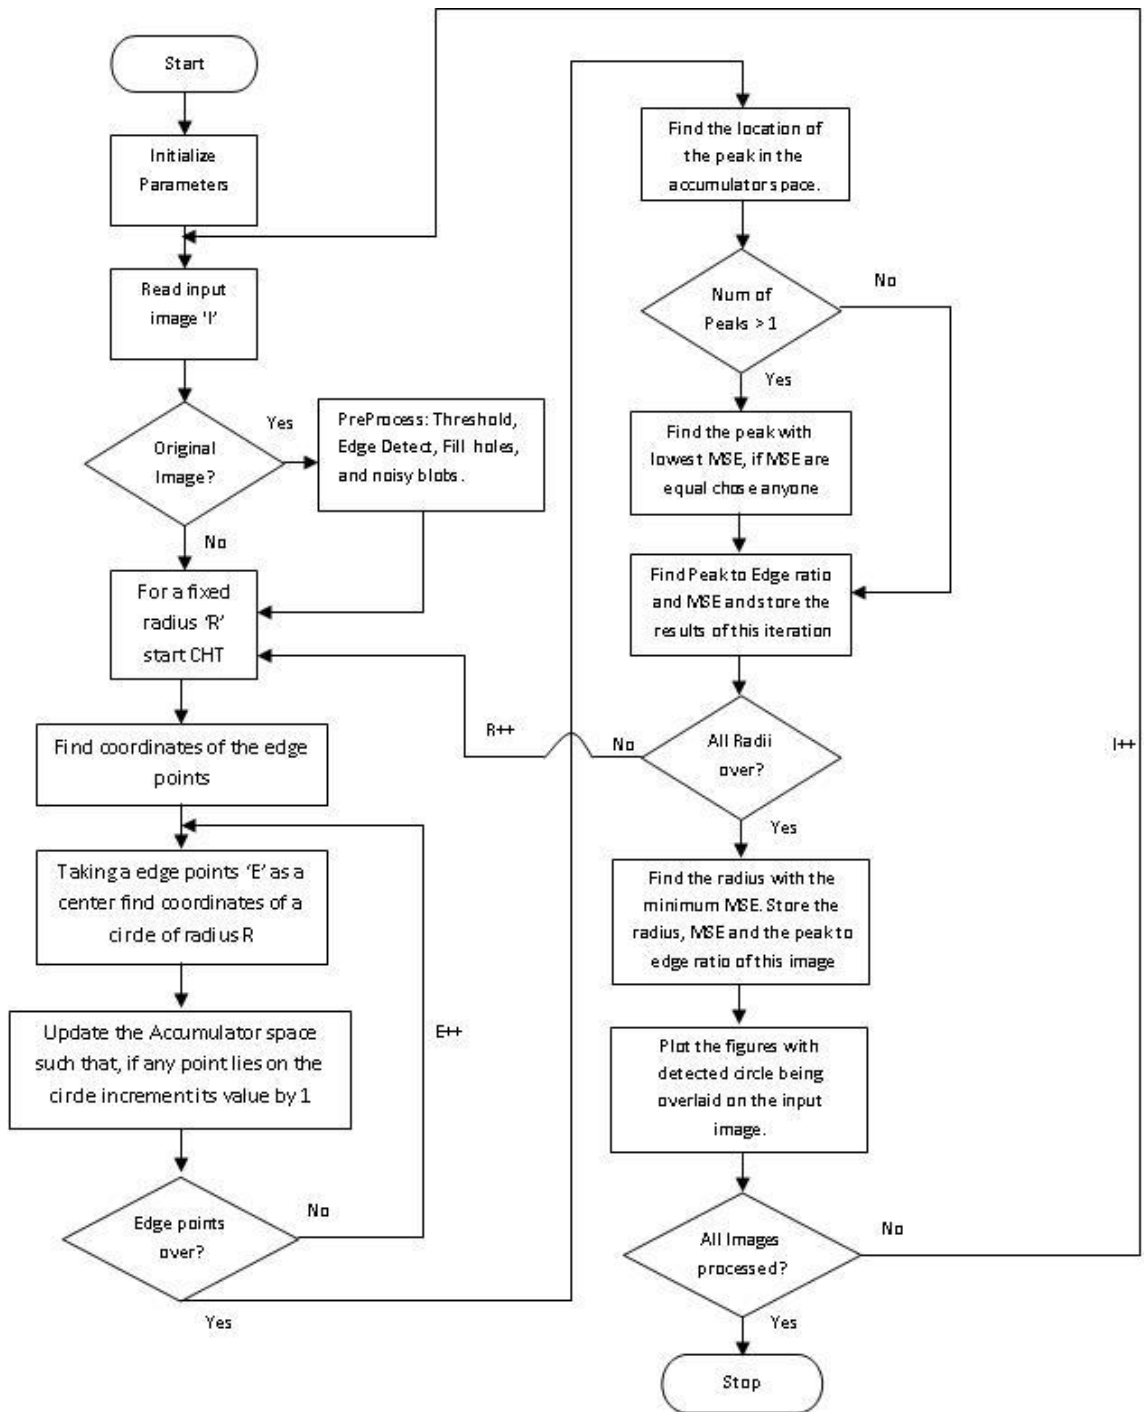 Start
Initialize
Parameters
Read input
image ‘I’
Original
Image?
Yes
PreProcess: Threshold,
Edge Detect, Fill holes,
and noisy blobs.
No
For a fixed
radius ‘R’
start CHT
Find coordinates of the edge
points
Taking a edge points ‘E’ as a
center find coordinates of a
circle of radius R
Update the Accumulator space
such that, if any point lies on the
circle increment its value by 1
E++
Edge points
over?
No
Yes
Find the location of
the peak in the
accumulator space.
Num of
Peaks > 1
No
Yes
Find the peak with
lowest MSE, if MSE are
equal chose anyone
Find Peak to Edge ratio
and MSE and store the
results of this iteration
R++
No
All Radii
over?
I++
Yes
Find the radius with the
minimum MSE. Store the
radius, MSE and the peak to
edge ratio of this image
Plot the figures with
detected circle being
overlaid on the input
image.
All Images
processed?
No
Yes
Stop